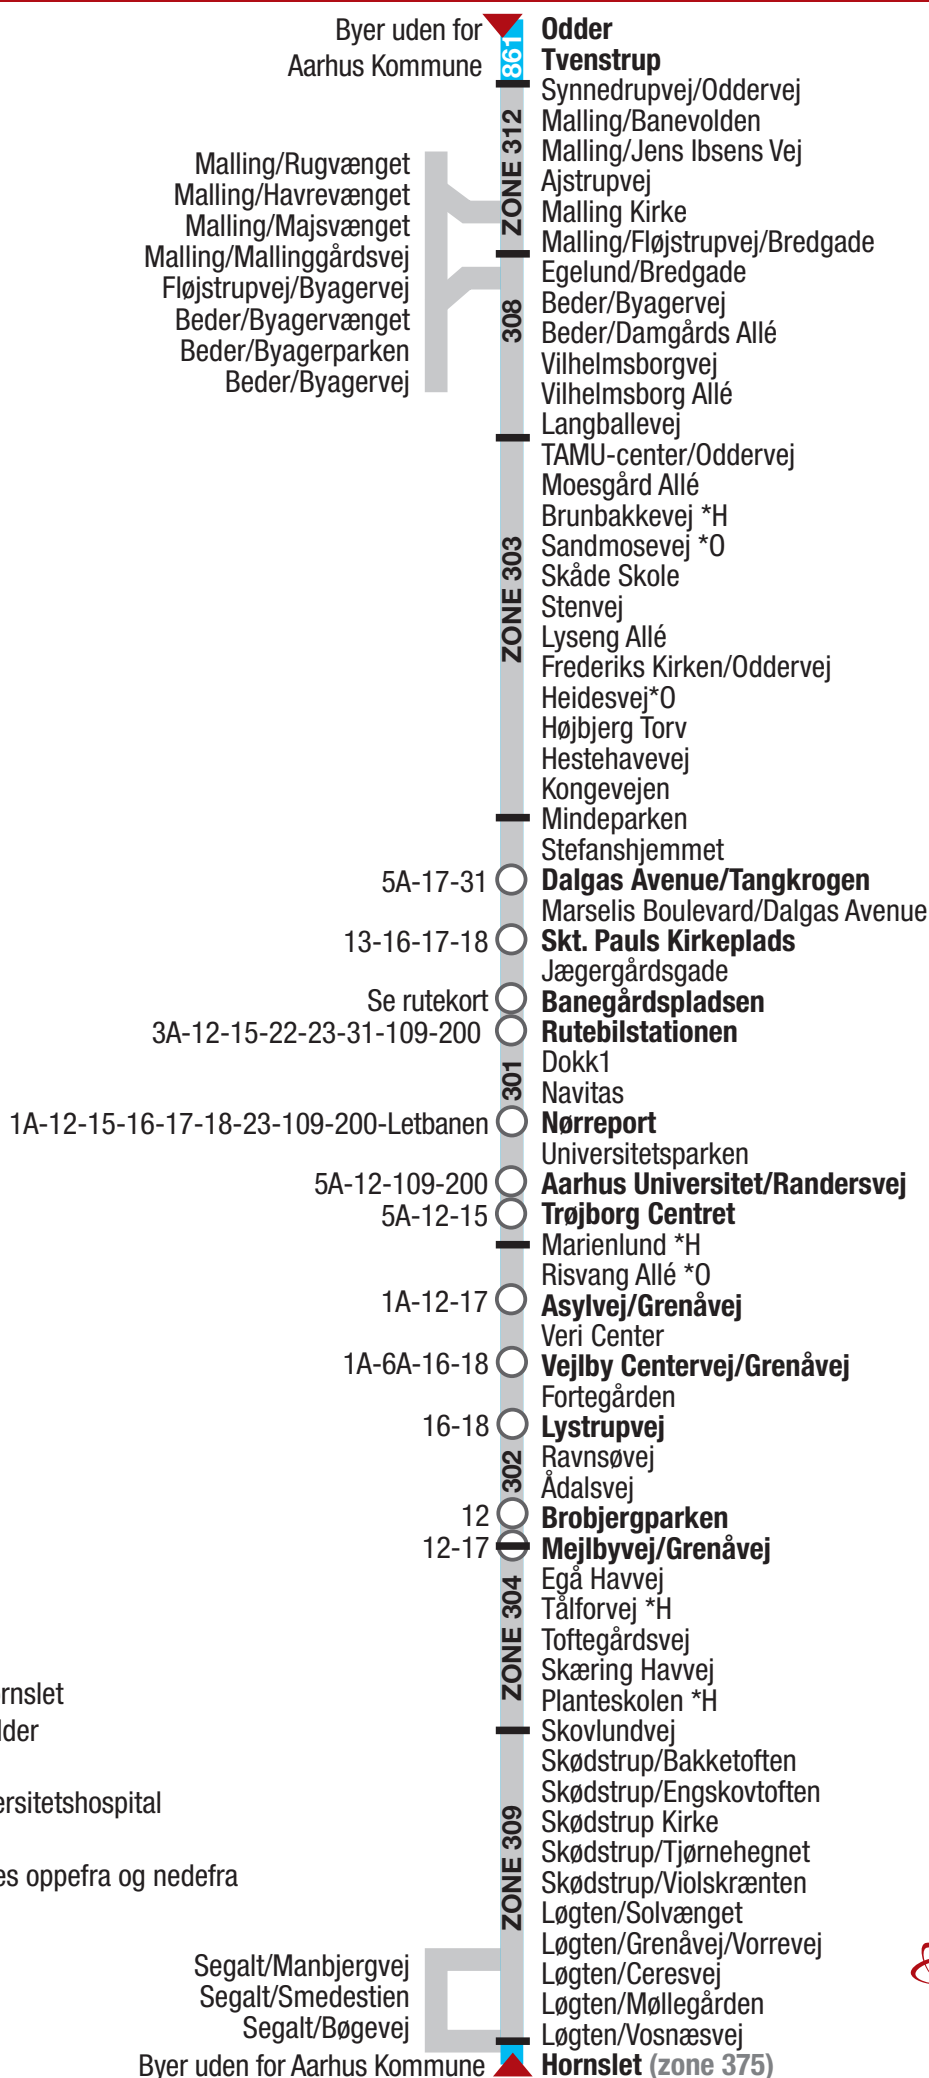 Byer uden for
Aarhus Kommune
861
Odder
Tvenstrup
Synnedrupvej/Oddervej
Malling/Banevolden
Malling/Jens Ibsens Vej
Ajstrupvej
Malling Kirke
Malling/Fløjstrupvej/Bredgade
ZONE 312
Malling/Rugvænget
Malling/Havrevænget
Malling/Majsvænget
Malling/Mallinggårdsvej
Fløjstrupvej/Byagervej
Beder/Byagervænget
Beder/Byagerparken
Beder/Byagervej
308
Egelund/Bredgade
Beder/Byagervej
Beder/Damgårds Allé
Vilhelmsborgvej
Vilhelmsborg Allé
Langballevej
ZONE 303
TAMU-center/Oddervej
Moesgård Allé
Brunbakkevej *H
Sandmosevej *O
Skåde Skole
Stenvej
Lyseng Allé
Frederiks Kirken/Oddervej
Heidesvej*O
Højbjerg Torv
Hestehavevej
Kongevejen
Mindeparken
Stefanshjemmet
5A-17-31 Dalgas Avenue/Tangkrogen
Marselis Boulevard/Dalgas Avenue
13-16-17-18 Skt. Pauls Kirkeplads
Jægergårdsgade
Se rutekort Banegårdspladsen
3A-12-15-22-23-31-109-200 Rutebilstationen
301
Dokk1
Navitas
1A-12-15-16-17-18-23-109-200-Letbanen Nørreport
Universitetsparken
5A-12-109-200 Aarhus Universitet/Randersvej
5A-12-15 Trøjborg Centret
Marienlund *H
Risvang Allé *O
1A-12-17 Asylvej/Grenåvej
Veri Center
1A-6A-16-18 Vejlby Centervej/Grenåvej
Fortegården
16-18 Lystrupvej
302
Ravnsøvej
Ådalsvej
12 Brobjergparken
12-17 Mejlbyvej/Grenåvej
ZONE 304
Egå Havvej
Tålforvej *H
Toftegårdsvej
Skæring Havvej
Planteskolen *H
Skovlundvej
rnslet
lder
ersitetshospital
es oppefra og nedefra
ZONE 309
Skødstrup/Bakketoften
Skødstrup/Engskovtoften
Skødstrup Kirke
Skødstrup/Tjørnehegnet
Skødstrup/Violskrænten
Løgten/Solvænget
Løgten/Grenåvej/Vorrevej
Løgten/Ceresvej
Løgten/Møllegården
Løgten/Vosnæsvej
Segalt/Manbjergvej
Segalt/Smedestien
Segalt/Bøgevej
Byer uden for Aarhus Kommune Hornslet (zone 375)